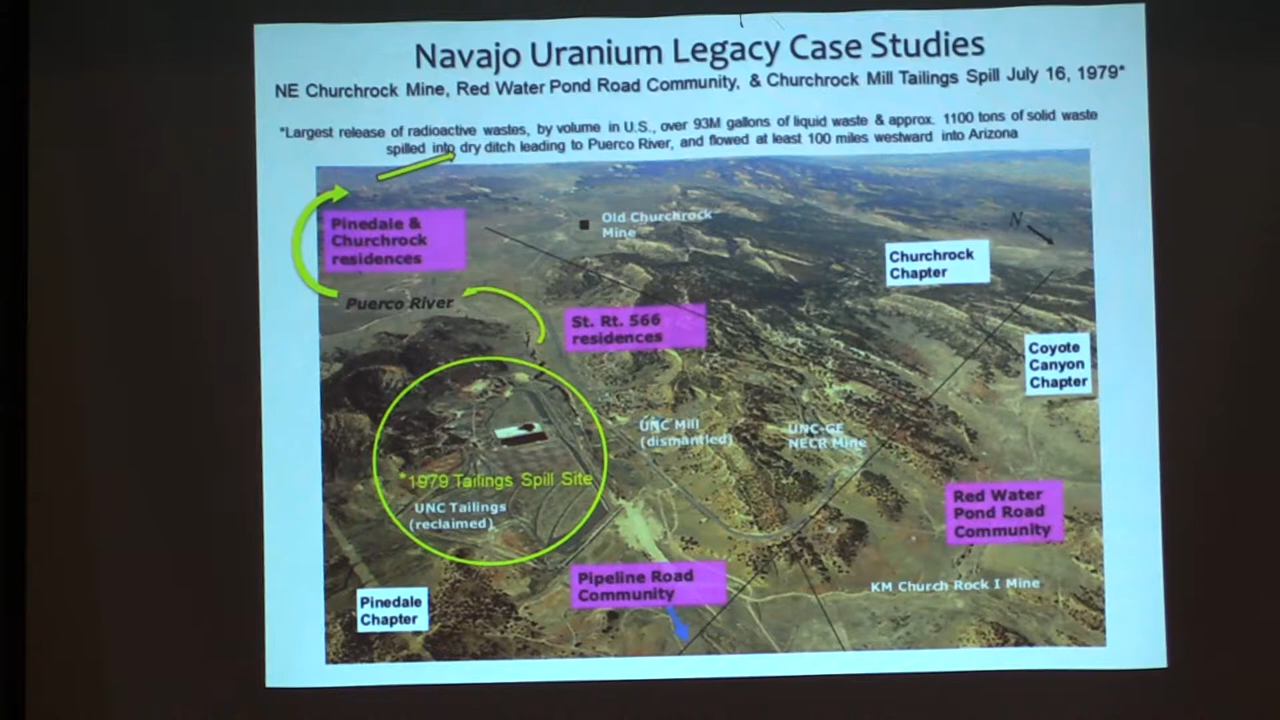 Navajo Uranium Legacy Case Studies
NE Churchrock Mine, Red Water Pond Road Community, & Churchrock Mill Tailings Spill July 16, 1979*
*Largest release of radioactive wastes, by volume in U.S., over 93M gallons of liquid waste & approx. 1100 tons of solid waste
spilled into dry ditch leading to Puerco River, and flowed at least 100 miles westward into Arizona
Pinedale &
Churchrock
residences
Old Churchrock
Mine
N
Churchrock
Chapter
Puerco River
St. Rt. 566
residences
Coyote
Canyon
Chapter
UNC Mill
(dismantled)
UNC-GE
NECR Mine
*1979 Tailings Spill Site
UNC Tailings
(reclaimed)
Red Water
Pond Road
Community
Pipeline Road
Community
KM Church Rock I Mine
Pinedale
Chapter